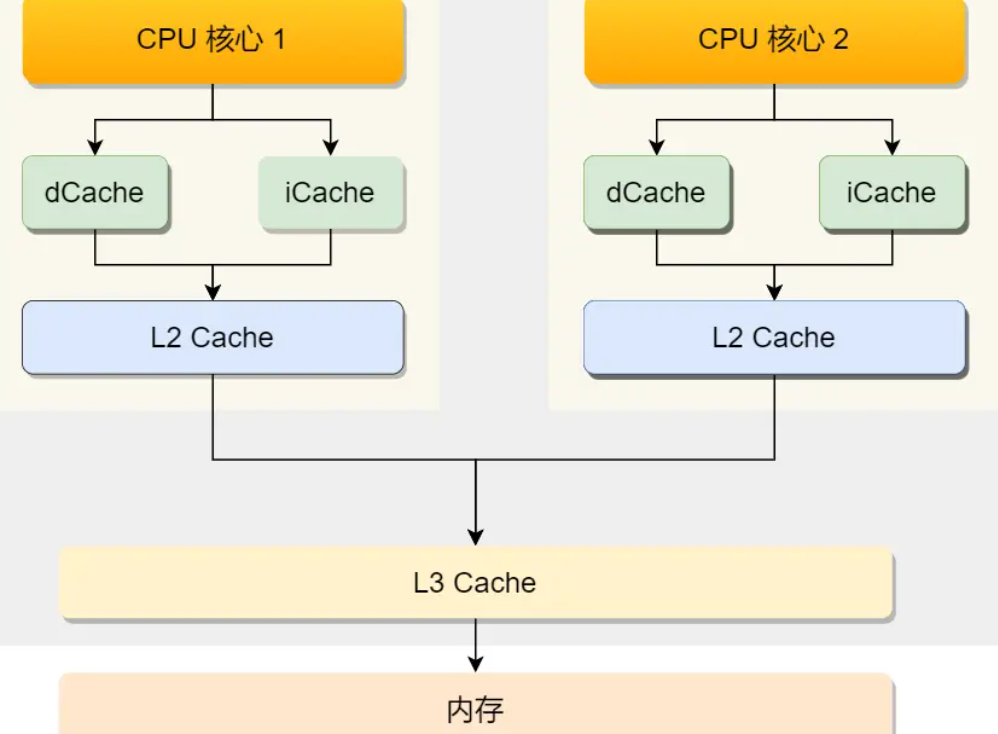 CPU 核心 1
CPU 核心 2
dCache
iCache
dCache
iCache
L2 Cache
L2 Cache
L3 Cache
内存